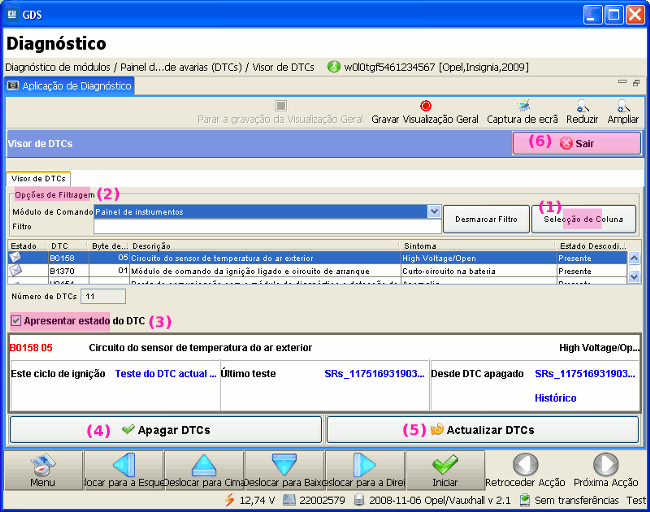 GDS
Diagnóstico
Diagnóstico de módulos / Painel d...de avarias (DTCs) / Visor de DTCs w0l0tgf5461234567 [Opel,Insignia,2009]
Aplicação de Diagnóstico
Parar a gravação da Visualização Geral Gravar Visualização Geral Captura de ecrã Reduzir Ampliar
Visor de DTCs (6) Sair
Visor de DTCs
Opções de Filtragem (2)
Módulo de Comando Painel de instrumentos Desmarcar Filtro (1) Selecção de Coluna
Filtro
Estado DTC Byte de... Descrição Sintoma Estado Descodi...
B0158 05 Circuito do sensor de temperatura do ar exterior High Voltage/Open Presente
B1370 01 Módulo de comando da ignição ligado e circuito de arranque Curto-circuito na bateria Presente
Número de DTCs 11
Apresentar estado do DTC (3)
B0158 05 Circuito do sensor de temperatura do ar exterior High Voltage/Op...
Este ciclo de ignição Teste do DTC actual ... Último teste SRs_117516931903... Desde DTC apagado SRs_117516931903...
Histórico
(4) Apagar DTCs (5) Actualizar DTCs
Menu locar para a Esque Deslocar para Cima Deslocar para Baixo slocar para a Direi Iniciar Retroceder Acção Próxima Acção
12,74 V 22002579 2008-11-06 Opel/Vauxhall v 2.1 Sem transferências Test